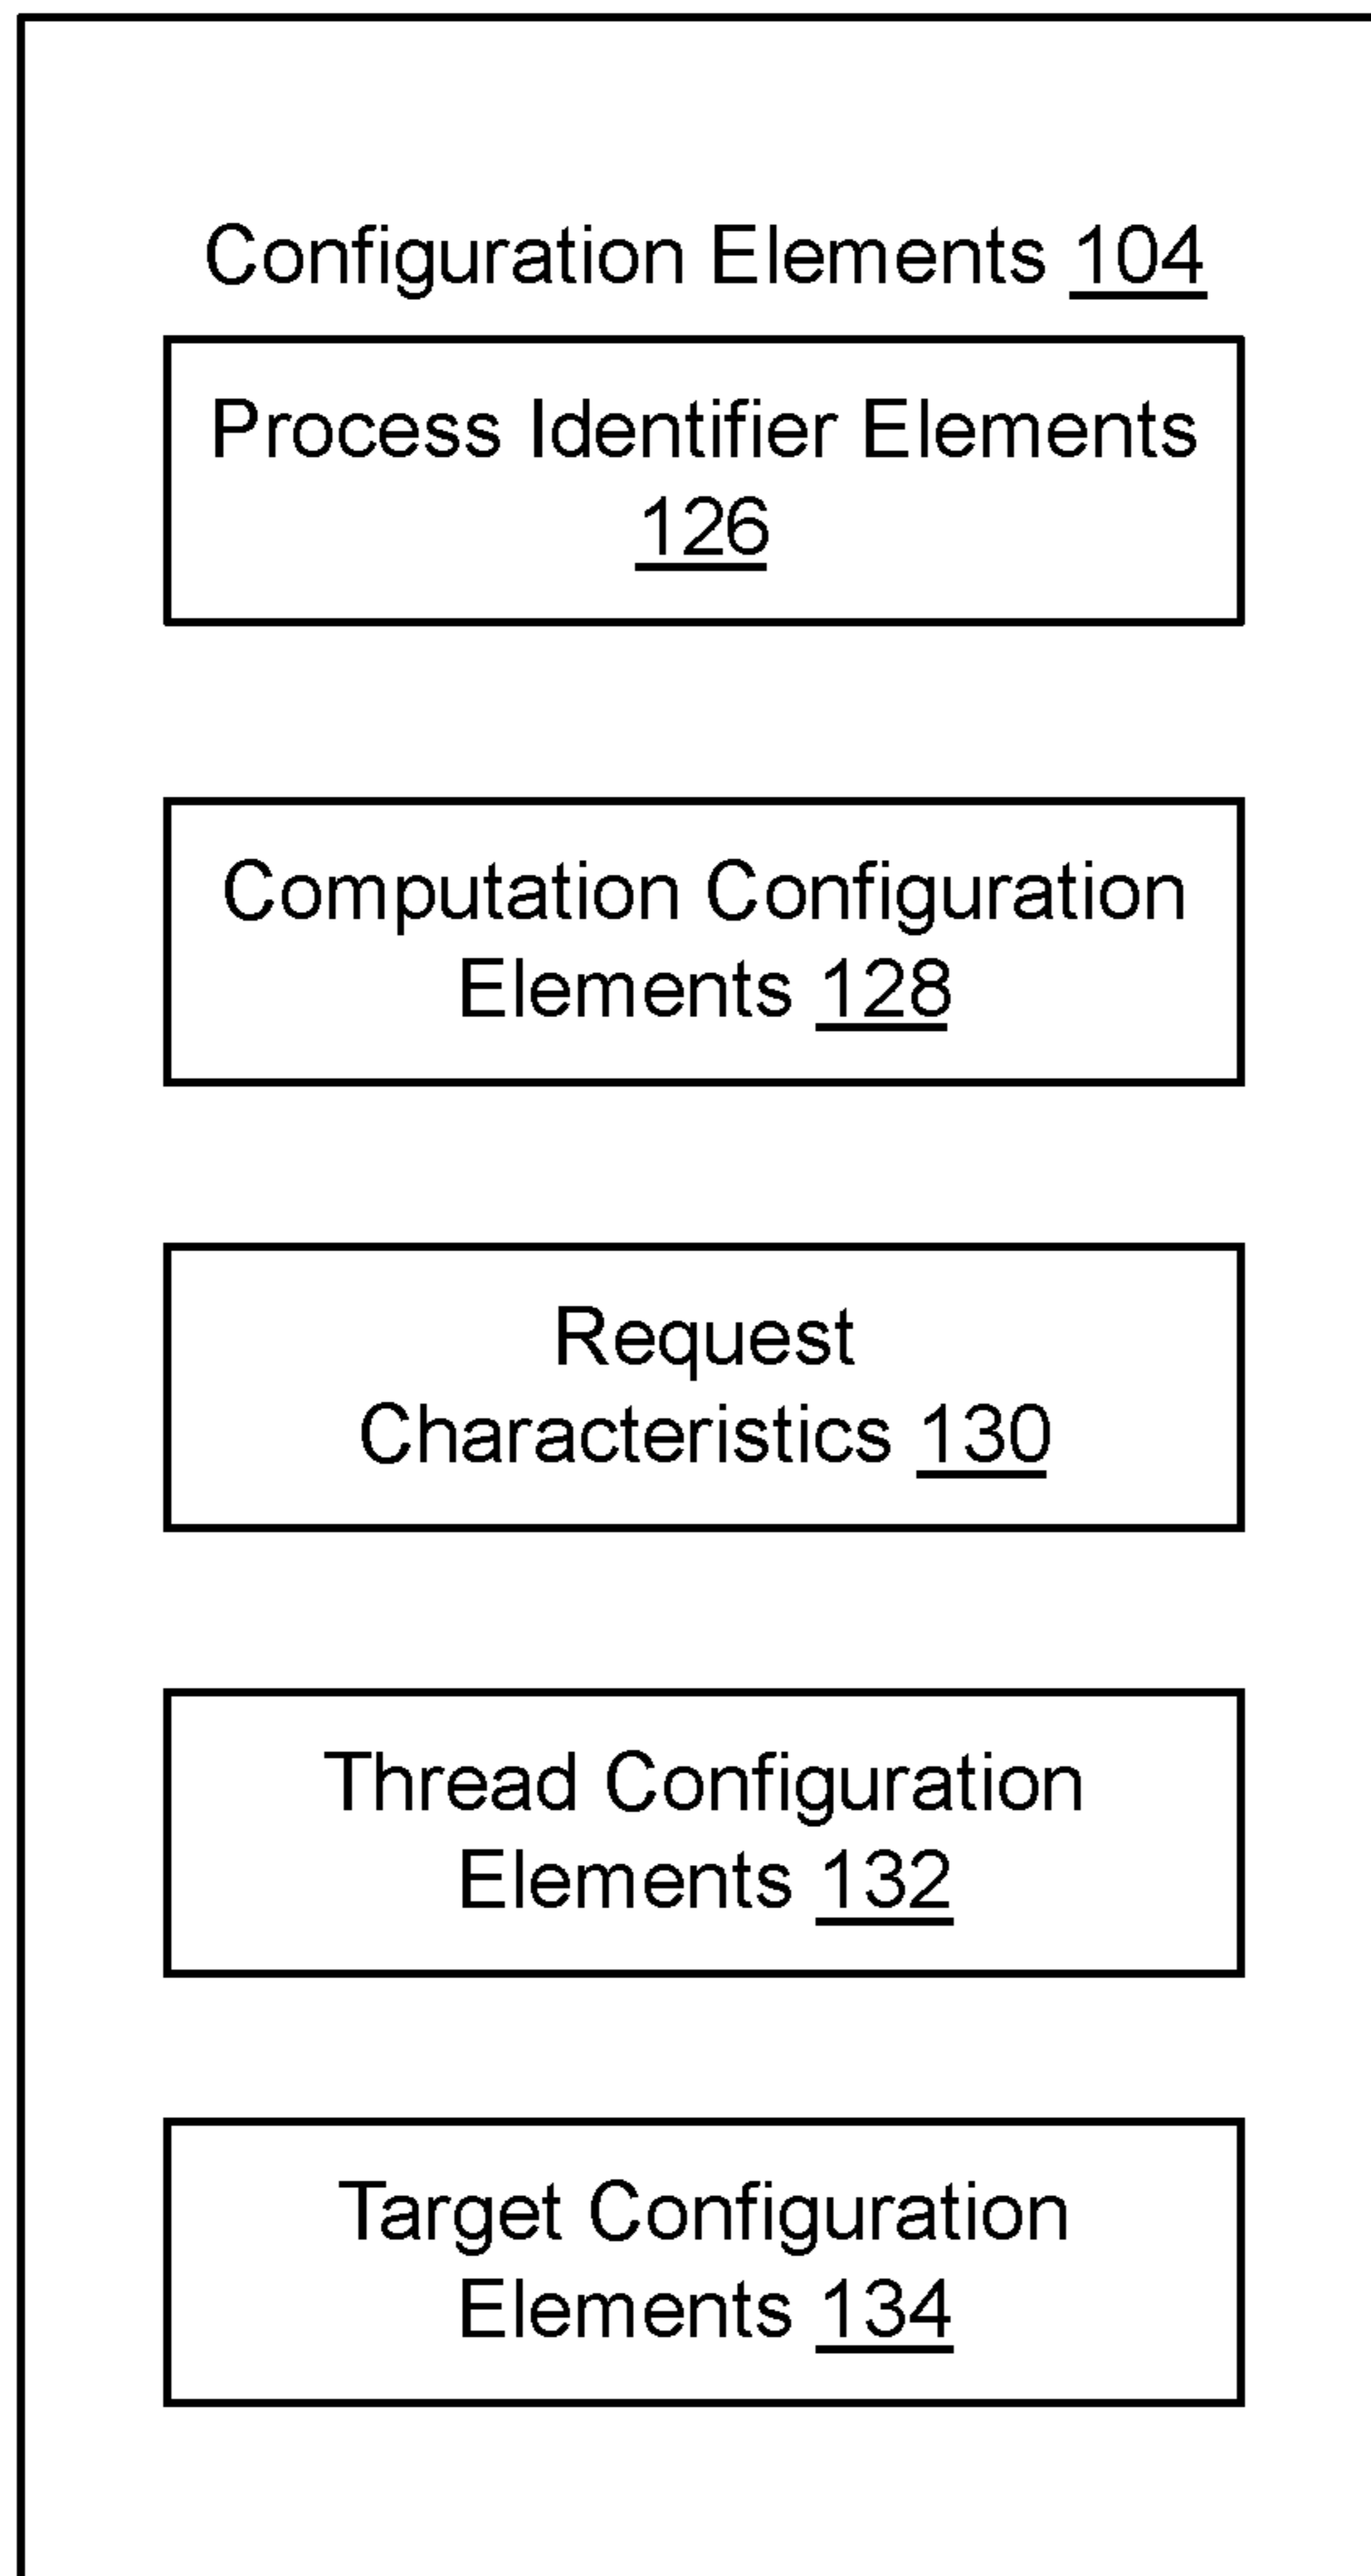 Configuration Elements 104
Process Identifier Elements
126
Computation Configuration
Elements 128
Request
Characteristics 130
Thread Configuration
Elements 132
Target Configuration
Elements 134